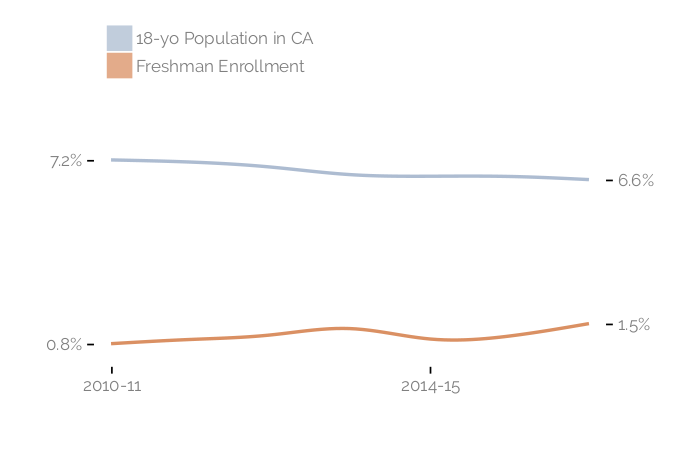 18-yo Population in CA
Freshman Enrollment
7.2%
6.6%
1.5%
0.8%
2010-11 2014-15